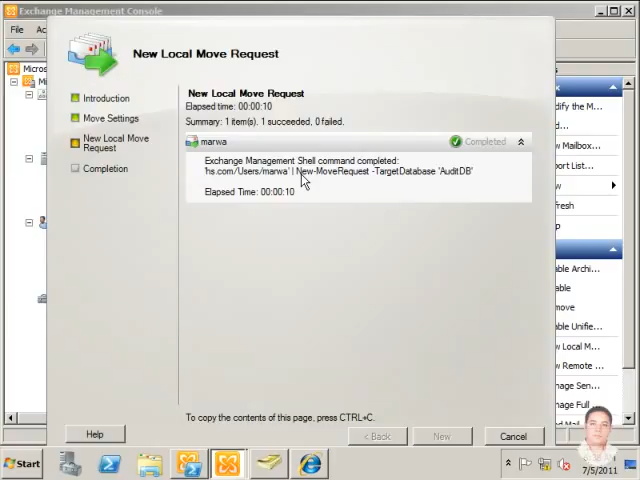 Exchange Management Console
File
New Local Move Request
Micros
Introduction
Move Settings
New Local Move
Request
Completion
New Local Move Request
Elapsed time: 00:00:10
Summary: 1 item(s). 1 succeeded, 0 failed.
marwa
Completed
Exchange Management Shell command completed:
'hs.com/Users/marwa' | New-MoveRequest -TargetDatabase 'AuditDB'
Elapsed Time: 00:00:10
To copy the contents of this page, press CTRL+C.
Help
< Back
New
Cancel
dify the M...
w Mailbox...
port List...
w
fresh
p
able Archi...
able
move
able Unifie...
w Local M...
w Remote ...
nage Sen...
nage Full ...
Start
7/5/2011